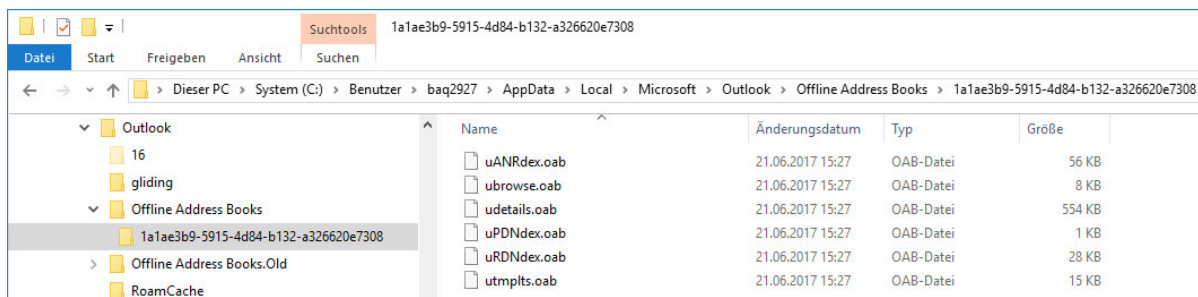 1a1ae3b9-5915-4d84-b132-a326620e7308
Suchtools
Datei Start Freigeben Ansicht Suchen
Dieser PC > System (C:) > Benutzer > baq2927 > AppData > Local > Microsoft > Outlook > Offline Address Books > 1a1ae3b9-5915-4d84-b132-a326620e7308
Outlook
16
gliding
Offline Address Books
1a1ae3b9-5915-4d84-b132-a326620e7308
Offline Address Books.Old
RoamCache
Name Änderungsdatum Typ Größe
uANRdex.oab 21.06.2017 15:27 OAB-Datei 56 KB
ubrowse.oab 21.06.2017 15:27 OAB-Datei 8 KB
udetails.oab 21.06.2017 15:27 OAB-Datei 554 KB
uPDNdex.oab 21.06.2017 15:27 OAB-Datei 1 KB
uRDNdex.oab 21.06.2017 15:27 OAB-Datei 28 KB
utmplts.oab 21.06.2017 15:27 OAB-Datei 15 KB